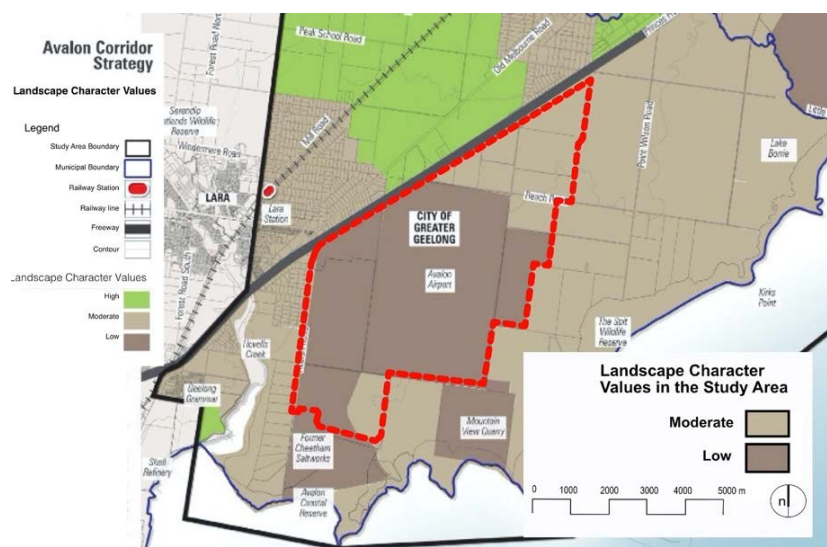 Avalon Corridor
Strategy
Landscape Character Values
Legend
Study Area Boundary
Municipal Boundary
Railway Station
Railway line
Freeway
Contour
Landscape Character Values
High
Moderate
Low
Forest Road North
Peak School Road
Old Melbourne Road
Princes
Serendip
Wildlife
Reserve
Windermere Road
Mill Road
LARA
Lara
Station
Forest Road South
Point Wilson Road
Little
Lake
Borrie
Beach
CITY OF
GREATER
GEELONG
Avalon
Airport
Kirks
Point
The Spit
Wildlife
Reserve
Hovells
Creek
Geelong
Grammar
Shell
Refinery
Former
Cheetham
Saltworks
Avalon
Coastal
Reserve
Mountain
View Quarry
Landscape Character
Values in the Study Area
Moderate
Low
0 1000 2000 3000 4000 5000 m
n